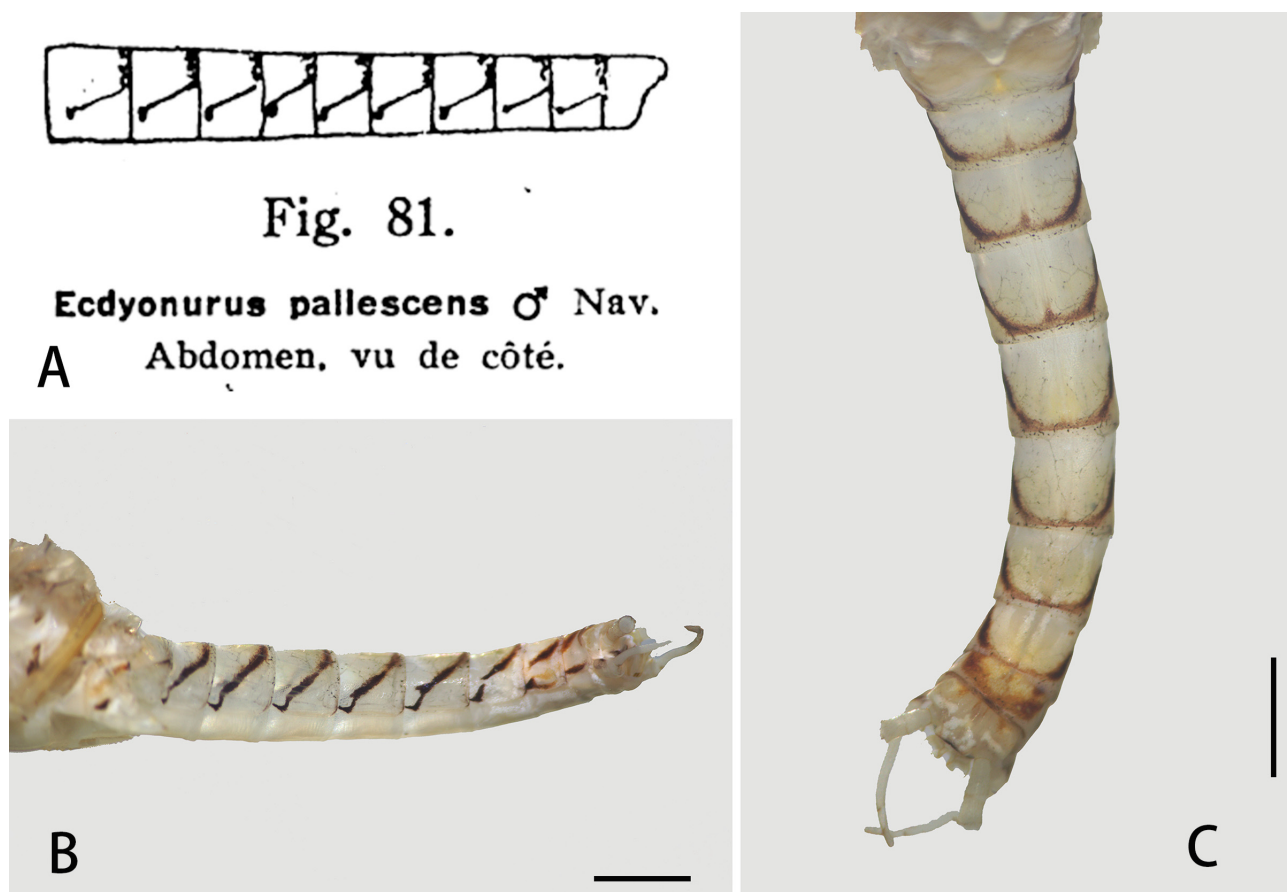 Fig. 81.
Ecdyonurus pallescens ♂ Nav.
Abdomen, vu de côté.
A
B
C